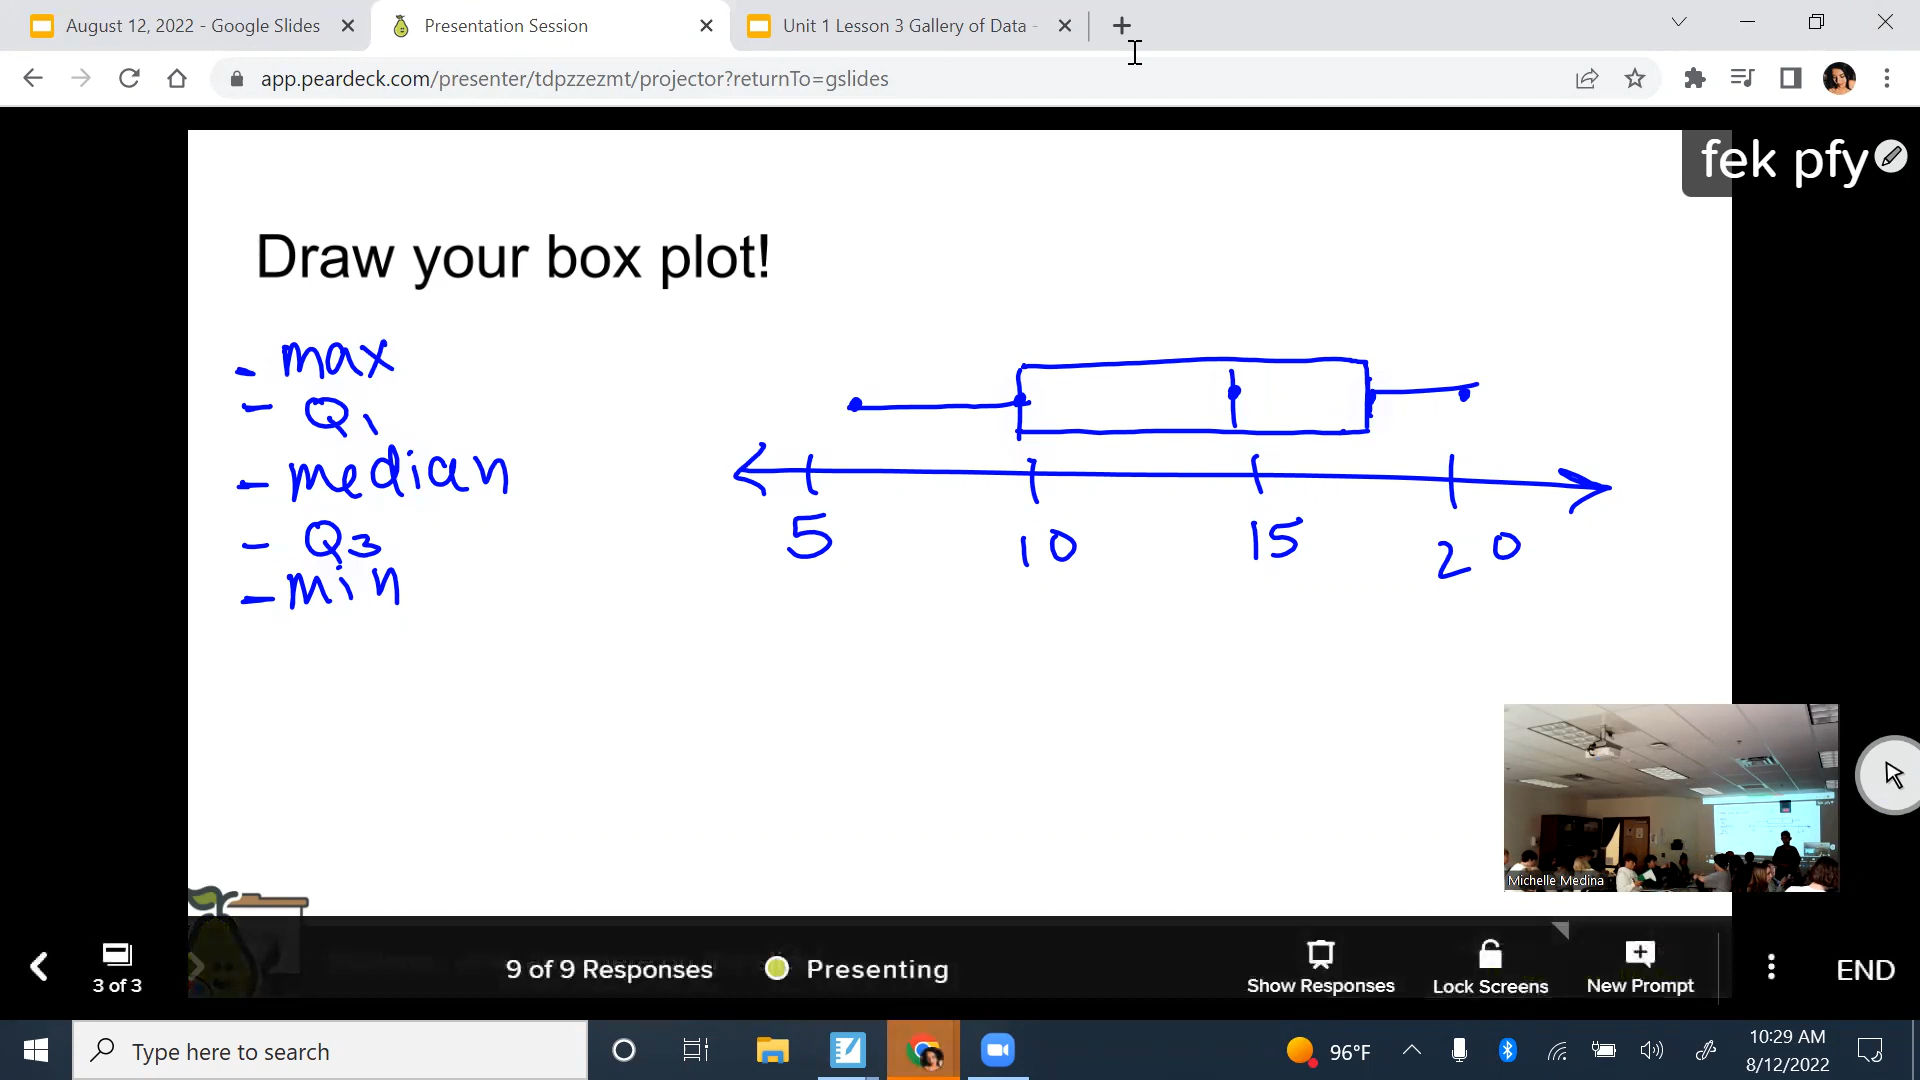 August 12, 2022 - Google Slides
Presentation Session
Unit 1 Lesson 3 Gallery of Data -
app.peardeck.com/presenter/tdpzzezmt/projector?returnTo=gslides
fek pfy
Draw your box plot!
- max
- Q1
- median
- Q3
- min
5 10 15 20
Michelle Medina
3 of 3
9 of 9 Responses
Presenting
Show Responses
Lock Screens
New Prompt
END
Type here to search
96°F
10:29 AM
8/12/2022